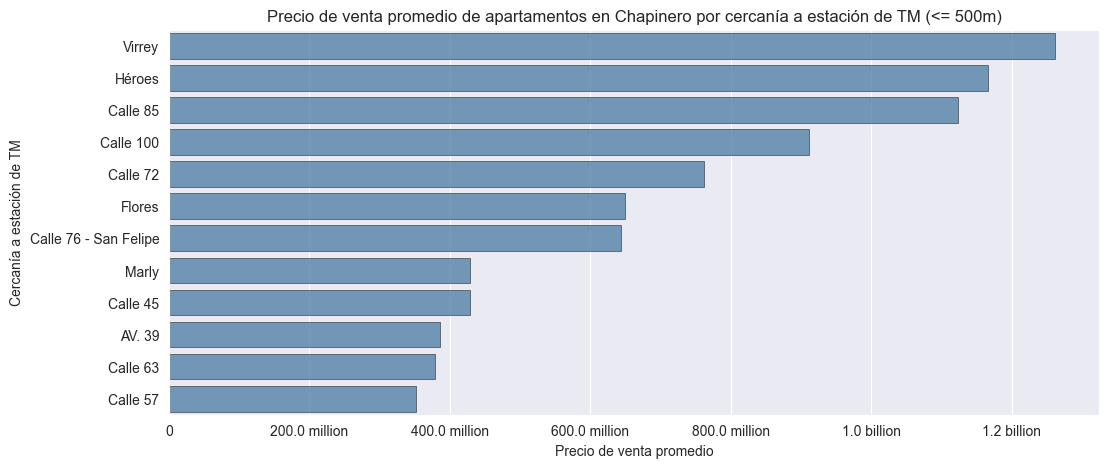 Precio de venta promedio de apartamentos en Chapinero por cercanía a estación de TM (<= 500m)
Cercanía a estación de TM
Virrey
Héroes
Calle 85
Calle 100
Calle 72
Flores
Calle 76 - San Felipe
Marly
Calle 45
AV. 39
Calle 63
Calle 57
0 200.0 million 400.0 million 600.0 million 800.0 million 1.0 billion 1.2 billion
Precio de venta promedio